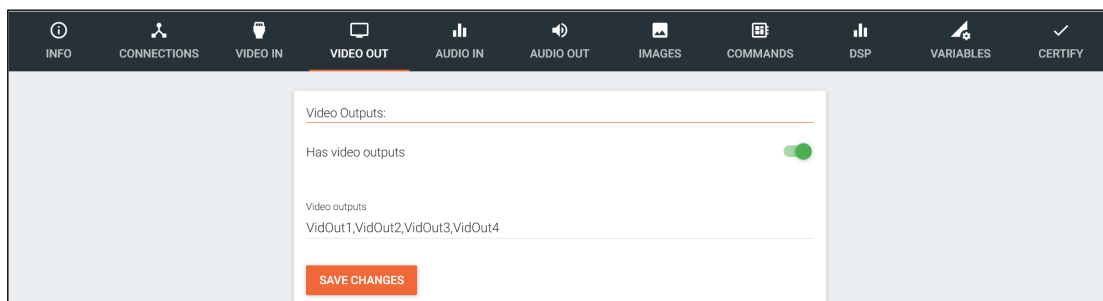 INFO CONNECTIONS VIDEO IN VIDEO OUT AUDIO IN AUDIO OUT IMAGES COMMANDS DSP VARIABLES CERTIFY
Video Outputs:
Has video outputs
Video outputs
VidOut1,VidOut2,VidOut3,VidOut4
SAVE CHANGES